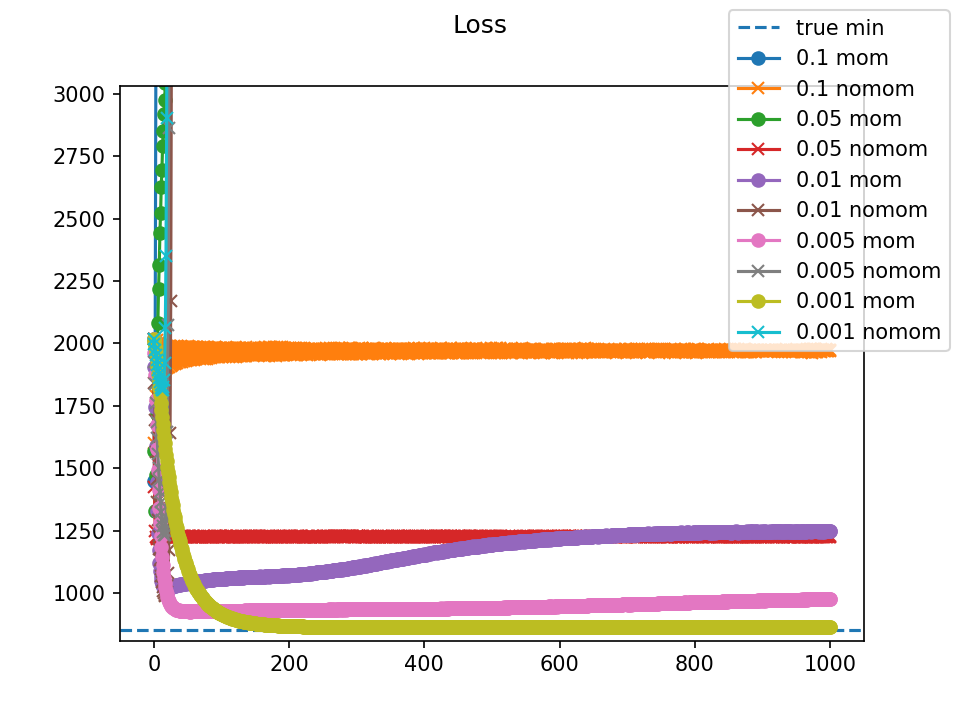 Loss
true min
0.1 mom
0.1 nomom
0.05 mom
0.05 nomom
0.01 mom
0.01 nomom
0.005 mom
0.005 nomom
0.001 mom
0.001 nomom
3000
2750
2500
2250
2000
1750
1500
1250
1000
0
200
400
600
800
1000